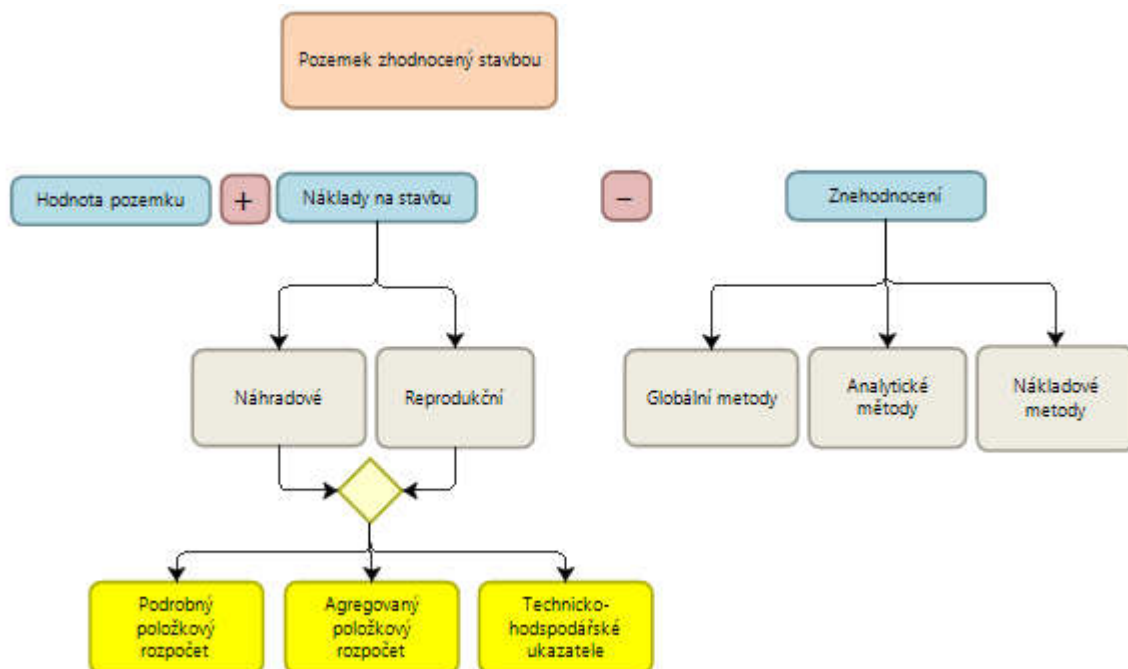 Pozemek zhodnocený stavbou
Hodnota pozemku
+
Náklady na stavbu
−
Znehodnocení
Náhradové
Reprodukční
Globální metody
Analytické
mětody
Nákladové
metody
Podrobný
položkový
rozpočet
Agregovaný
položkový
rozpočet
Technicko-
hodspodářské
ukazatele